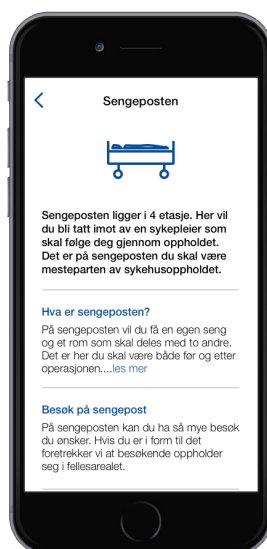 Sengeposten
Sengeposten ligger i 4 etasje. Her vil
du bli tatt imot av en sykepleier som
skal følge deg gjennom oppholdet.
Det er på sengeposten du skal være
mesteparten av sykehusoppholdet.
Hva er sengeposten?
På sengeposten vil du få en egen seng
og et rom som skal deles med to andre.
Det er her du skal være både før og etter
operasjonen....les mer
Besøk på sengepost
På sengeposten kan du ha så mye besøk
du ønsker. Hvis du er i form til det
foretrekker vi at besøkende oppholder
seg i fellesarealet.